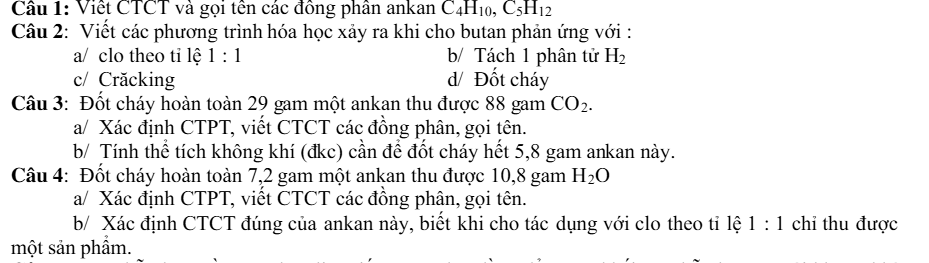 Câu 1: Viết CTCT và gọi tên các đồng phân ankan C₄H₁₀, C₅H₁₂
Câu 2: Viết các phương trình hóa học xảy ra khi cho butan phản ứng với :
a/ clo theo tỉ lệ 1 : 1 b/ Tách 1 phân tử H₂
c/ Crăcking d/ Đốt cháy
Câu 3: Đốt cháy hoàn toàn 29 gam một ankan thu được 88 gam CO₂.
a/ Xác định CTPT, viết CTCT các đồng phân, gọi tên.
b/ Tính thể tích không khí (đkc) cần để đốt cháy hết 5,8 gam ankan này.
Câu 4: Đốt cháy hoàn toàn 7,2 gam một ankan thu được 10,8 gam H₂O
a/ Xác định CTPT, viết CTCT các đồng phân, gọi tên.
b/ Xác định CTCT đúng của ankan này, biết khi cho tác dụng với clo theo tỉ lệ 1 : 1 chỉ thu được
một sản phẩm.